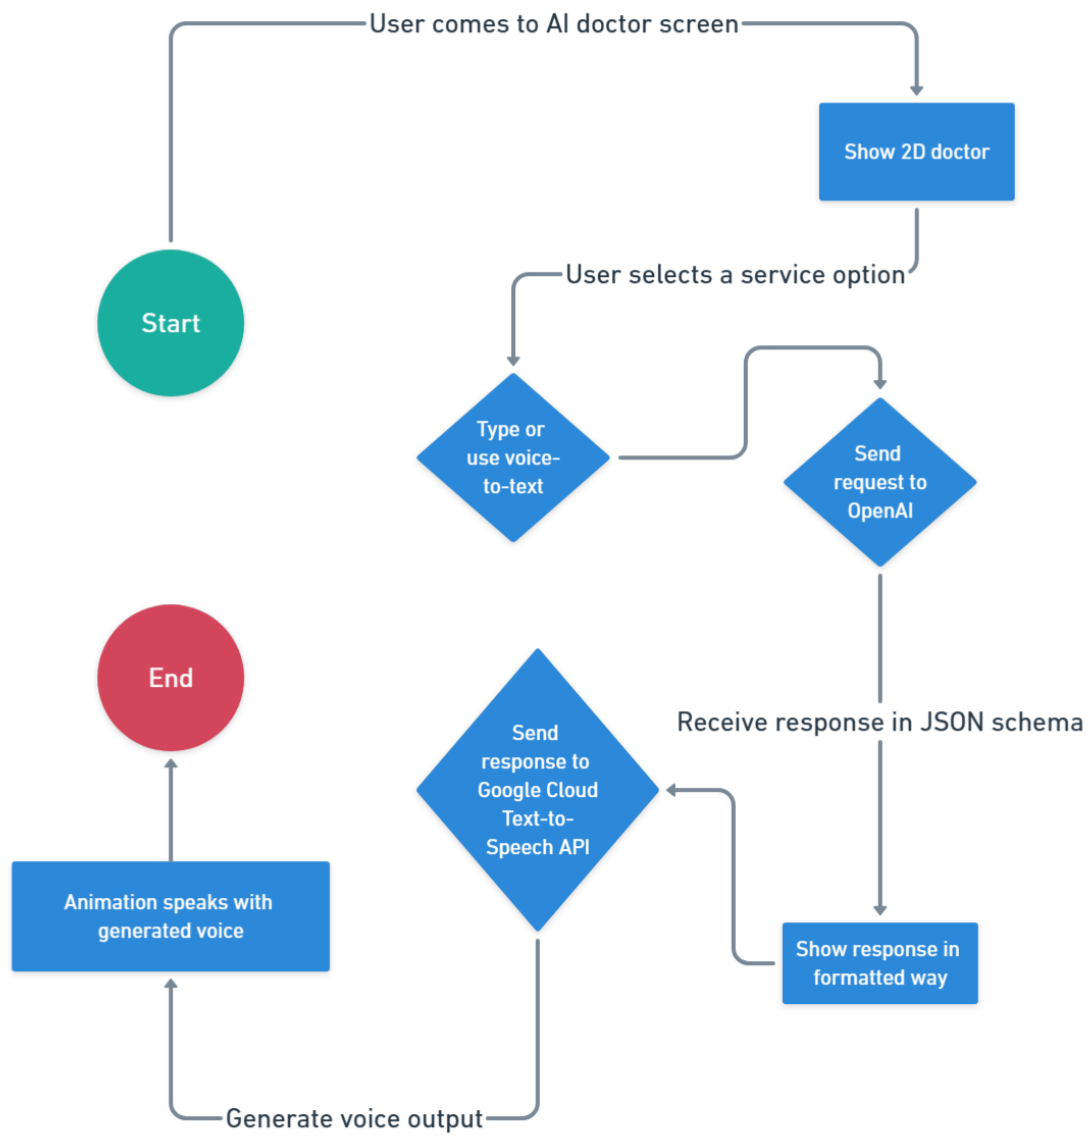 User comes to AI doctor screen
Show 2D doctor
User selects a service option
Start
Type or
use voice-
to-text
Send
request to
OpenAI
End
Receive response in JSON schema
Send
response to
Google Cloud
Text-to-
Speech API
Show response in
formatted way
Animation speaks with
generated voice
Generate voice output